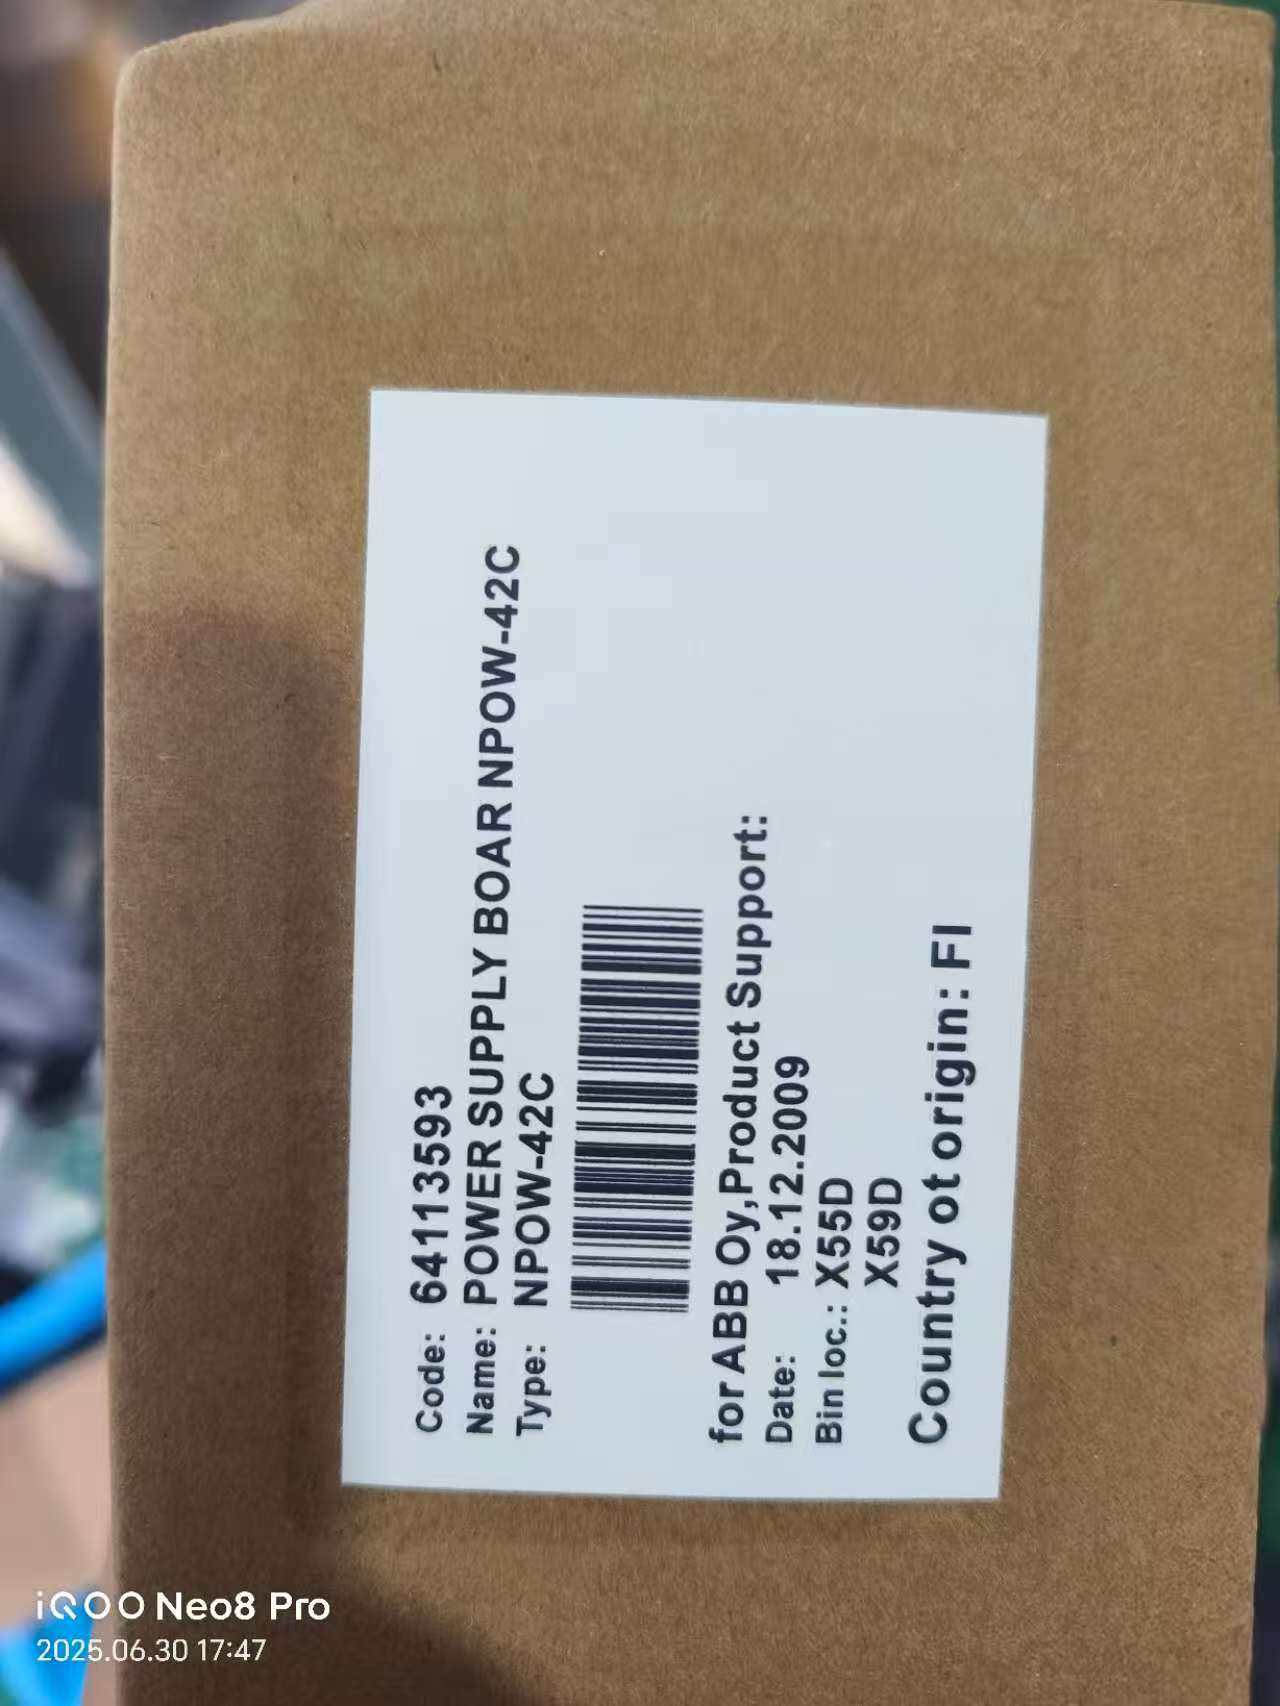 Code: 64113593
Name: POWER SUPPLY BOAR NPOW-42C
Type: NPOW-42C
for ABB Oy,Product Support:
Date: 18.12.2009
Bin loc.: X55D
X59D
Country ot origin: FI
iQOO Neo8 Pro
2025.06.30 17:47